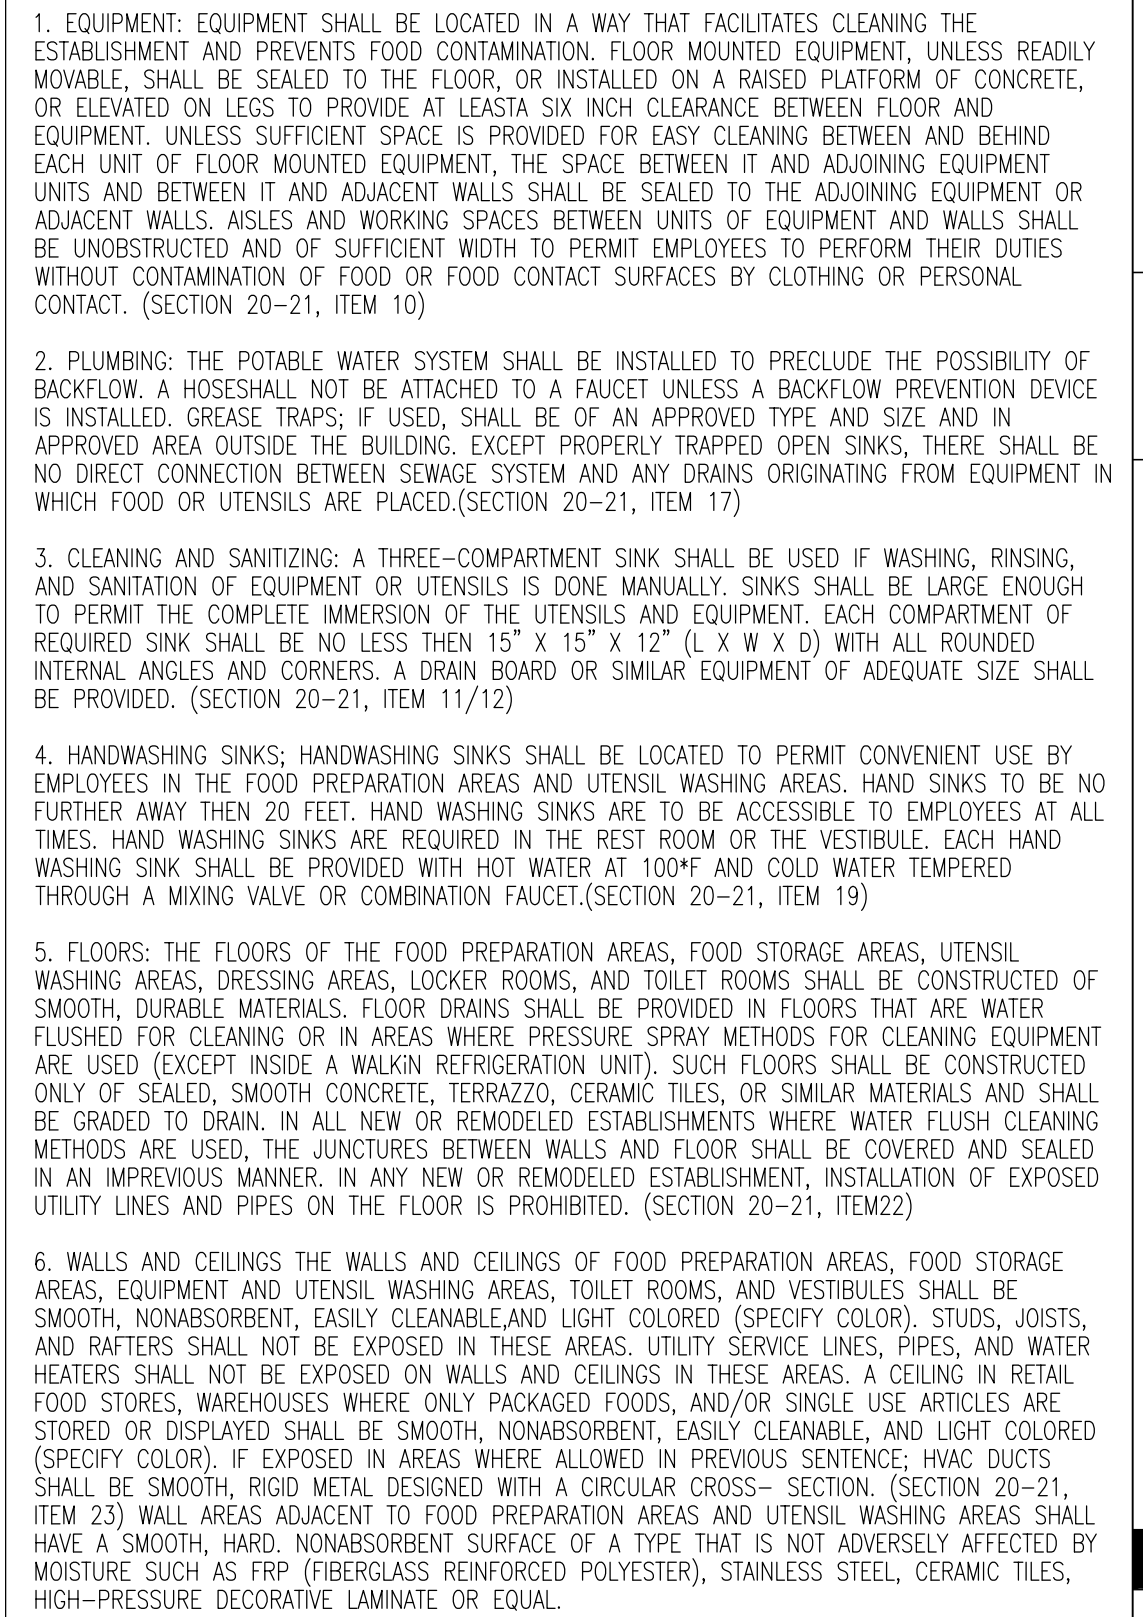 1. EQUIPMENT: EQUIPMENT SHALL BE LOCATED IN A WAY THAT FACILITATES CLEANING THE
ESTABLISHMENT AND PREVENTS FOOD CONTAMINATION. FLOOR MOUNTED EQUIPMENT, UNLESS READILY
MOVABLE, SHALL BE SEALED TO THE FLOOR, OR INSTALLED ON A RAISED PLATFORM OF CONCRETE,
OR ELEVATED ON LEGS TO PROVIDE AT LEASTA SIX INCH CLEARANCE BETWEEN FLOOR AND
EQUIPMENT. UNLESS SUFFICIENT SPACE IS PROVIDED FOR EASY CLEANING BETWEEN AND BEHIND
EACH UNIT OF FLOOR MOUNTED EQUIPMENT, THE SPACE BETWEEN IT AND ADJOINING EQUIPMENT
UNITS AND BETWEEN IT AND ADJACENT WALLS SHALL BE SEALED TO THE ADJOINING EQUIPMENT OR
ADJACENT WALLS. AISLES AND WORKING SPACES BETWEEN UNITS OF EQUIPMENT AND WALLS SHALL
BE UNOBSTRUCTED AND OF SUFFICIENT WIDTH TO PERMIT EMPLOYEES TO PERFORM THEIR DUTIES
WITHOUT CONTAMINATION OF FOOD OR FOOD CONTACT SURFACES BY CLOTHING OR PERSONAL
CONTACT. (SECTION 20-21, ITEM 10)
2. PLUMBING: THE POTABLE WATER SYSTEM SHALL BE INSTALLED TO PRECLUDE THE POSSIBILITY OF
BACKFLOW. A HOSESHALL NOT BE ATTACHED TO A FAUCET UNLESS A BACKFLOW PREVENTION DEVICE
IS INSTALLED. GREASE TRAPS; IF USED, SHALL BE OF AN APPROVED TYPE AND SIZE AND IN
APPROVED AREA OUTSIDE THE BUILDING. EXCEPT PROPERLY TRAPPED OPEN SINKS, THERE SHALL BE
NO DIRECT CONNECTION BETWEEN SEWAGE SYSTEM AND ANY DRAINS ORIGINATING FROM EQUIPMENT IN
WHICH FOOD OR UTENSILS ARE PLACED.(SECTION 20-21, ITEM 17)
3. CLEANING AND SANITIZING: A THREE-COMPARTMENT SINK SHALL BE USED IF WASHING, RINSING,
AND SANITATION OF EQUIPMENT OR UTENSILS IS DONE MANUALLY. SINKS SHALL BE LARGE ENOUGH
TO PERMIT THE COMPLETE IMMERSION OF THE UTENSILS AND EQUIPMENT. EACH COMPARTMENT OF
REQUIRED SINK SHALL BE NO LESS THEN 15" X 15" X 12" (L X W X D) WITH ALL ROUNDED
INTERNAL ANGLES AND CORNERS. A DRAIN BOARD OR SIMILAR EQUIPMENT OF ADEQUATE SIZE SHALL
BE PROVIDED. (SECTION 20-21, ITEM 11/12)
4. HANDWASHING SINKS; HANDWASHING SINKS SHALL BE LOCATED TO PERMIT CONVENIENT USE BY
EMPLOYEES IN THE FOOD PREPARATION AREAS AND UTENSIL WASHING AREAS. HAND SINKS TO BE NO
FURTHER AWAY THEN 20 FEET. HAND WASHING SINKS ARE TO BE ACCESSIBLE TO EMPLOYEES AT ALL
TIMES. HAND WASHING SINKS ARE REQUIRED IN THE REST ROOM OR THE VESTIBULE. EACH HAND
WASHING SINK SHALL BE PROVIDED WITH HOT WATER AT 100*F AND COLD WATER TEMPERED
THROUGH A MIXING VALVE OR COMBINATION FAUCET.(SECTION 20-21, ITEM 19)
5. FLOORS: THE FLOORS OF THE FOOD PREPARATION AREAS, FOOD STORAGE AREAS, UTENSIL
WASHING AREAS, DRESSING AREAS, LOCKER ROOMS, AND TOILET ROOMS SHALL BE CONSTRUCTED OF
SMOOTH, DURABLE MATERIALS. FLOOR DRAINS SHALL BE PROVIDED IN FLOORS THAT ARE WATER
FLUSHED FOR CLEANING OR IN AREAS WHERE PRESSURE SPRAY METHODS FOR CLEANING EQUIPMENT
ARE USED (EXCEPT INSIDE A WALKiN REFRIGERATION UNIT). SUCH FLOORS SHALL BE CONSTRUCTED
ONLY OF SEALED, SMOOTH CONCRETE, TERRAZZO, CERAMIC TILES, OR SIMILAR MATERIALS AND SHALL
BE GRADED TO DRAIN. IN ALL NEW OR REMODELED ESTABLISHMENTS WHERE WATER FLUSH CLEANING
METHODS ARE USED, THE JUNCTURES BETWEEN WALLS AND FLOOR SHALL BE COVERED AND SEALED
IN AN IMPREVIOUS MANNER. IN ANY NEW OR REMODELED ESTABLISHMENT, INSTALLATION OF EXPOSED
UTILITY LINES AND PIPES ON THE FLOOR IS PROHIBITED. (SECTION 20-21, ITEM22)
6. WALLS AND CEILINGS THE WALLS AND CEILINGS OF FOOD PREPARATION AREAS, FOOD STORAGE
AREAS, EQUIPMENT AND UTENSIL WASHING AREAS, TOILET ROOMS, AND VESTIBULES SHALL BE
SMOOTH, NONABSORBENT, EASILY CLEANABLE,AND LIGHT COLORED (SPECIFY COLOR). STUDS, JOISTS,
AND RAFTERS SHALL NOT BE EXPOSED IN THESE AREAS. UTILITY SERVICE LINES, PIPES, AND WATER
HEATERS SHALL NOT BE EXPOSED ON WALLS AND CEILINGS IN THESE AREAS. A CEILING IN RETAIL
FOOD STORES, WAREHOUSES WHERE ONLY PACKAGED FOODS, AND/OR SINGLE USE ARTICLES ARE
STORED OR DISPLAYED SHALL BE SMOOTH, NONABSORBENT, EASILY CLEANABLE, AND LIGHT COLORED
(SPECIFY COLOR). IF EXPOSED IN AREAS WHERE ALLOWED IN PREVIOUS SENTENCE; HVAC DUCTS
SHALL BE SMOOTH, RIGID METAL DESIGNED WITH A CIRCULAR CROSS- SECTION. (SECTION 20-21,
ITEM 23) WALL AREAS ADJACENT TO FOOD PREPARATION AREAS AND UTENSIL WASHING AREAS SHALL
HAVE A SMOOTH, HARD. NONABSORBENT SURFACE OF A TYPE THAT IS NOT ADVERSELY AFFECTED BY
MOISTURE SUCH AS FRP (FIBERGLASS REINFORCED POLYESTER), STAINLESS STEEL, CERAMIC TILES,
HIGH-PRESSURE DECORATIVE LAMINATE OR EQUAL.